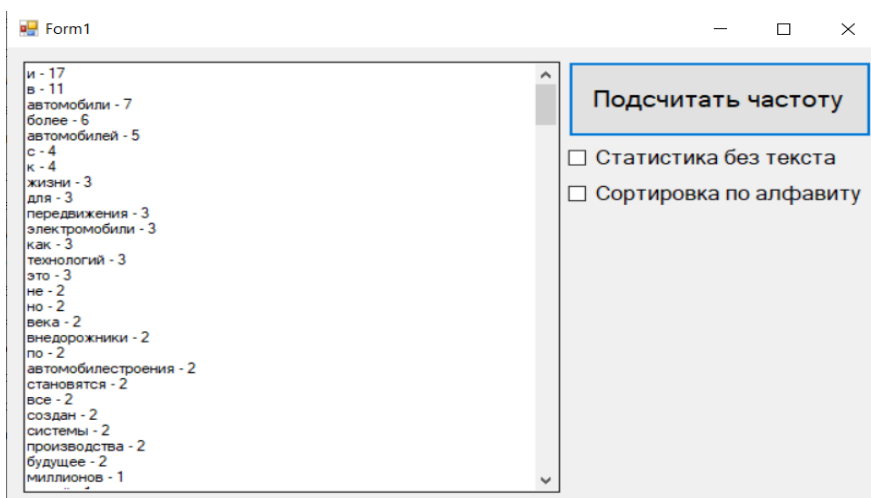 Form1
и - 17
в - 11
автомобили - 7
более - 6
автомобилей - 5
с - 4
к - 4
жизни - 3
для - 3
передвижения - 3
электромобили - 3
как - 3
технологий - 3
это - 3
не - 2
но - 2
века - 2
внедорожники - 2
по - 2
автомобилестроения - 2
становятся - 2
все - 2
создан - 2
системы - 2
производства - 2
будущее - 2
миллионов - 1
Подсчитать частоту
Статистика без текста
Сортировка по алфавиту